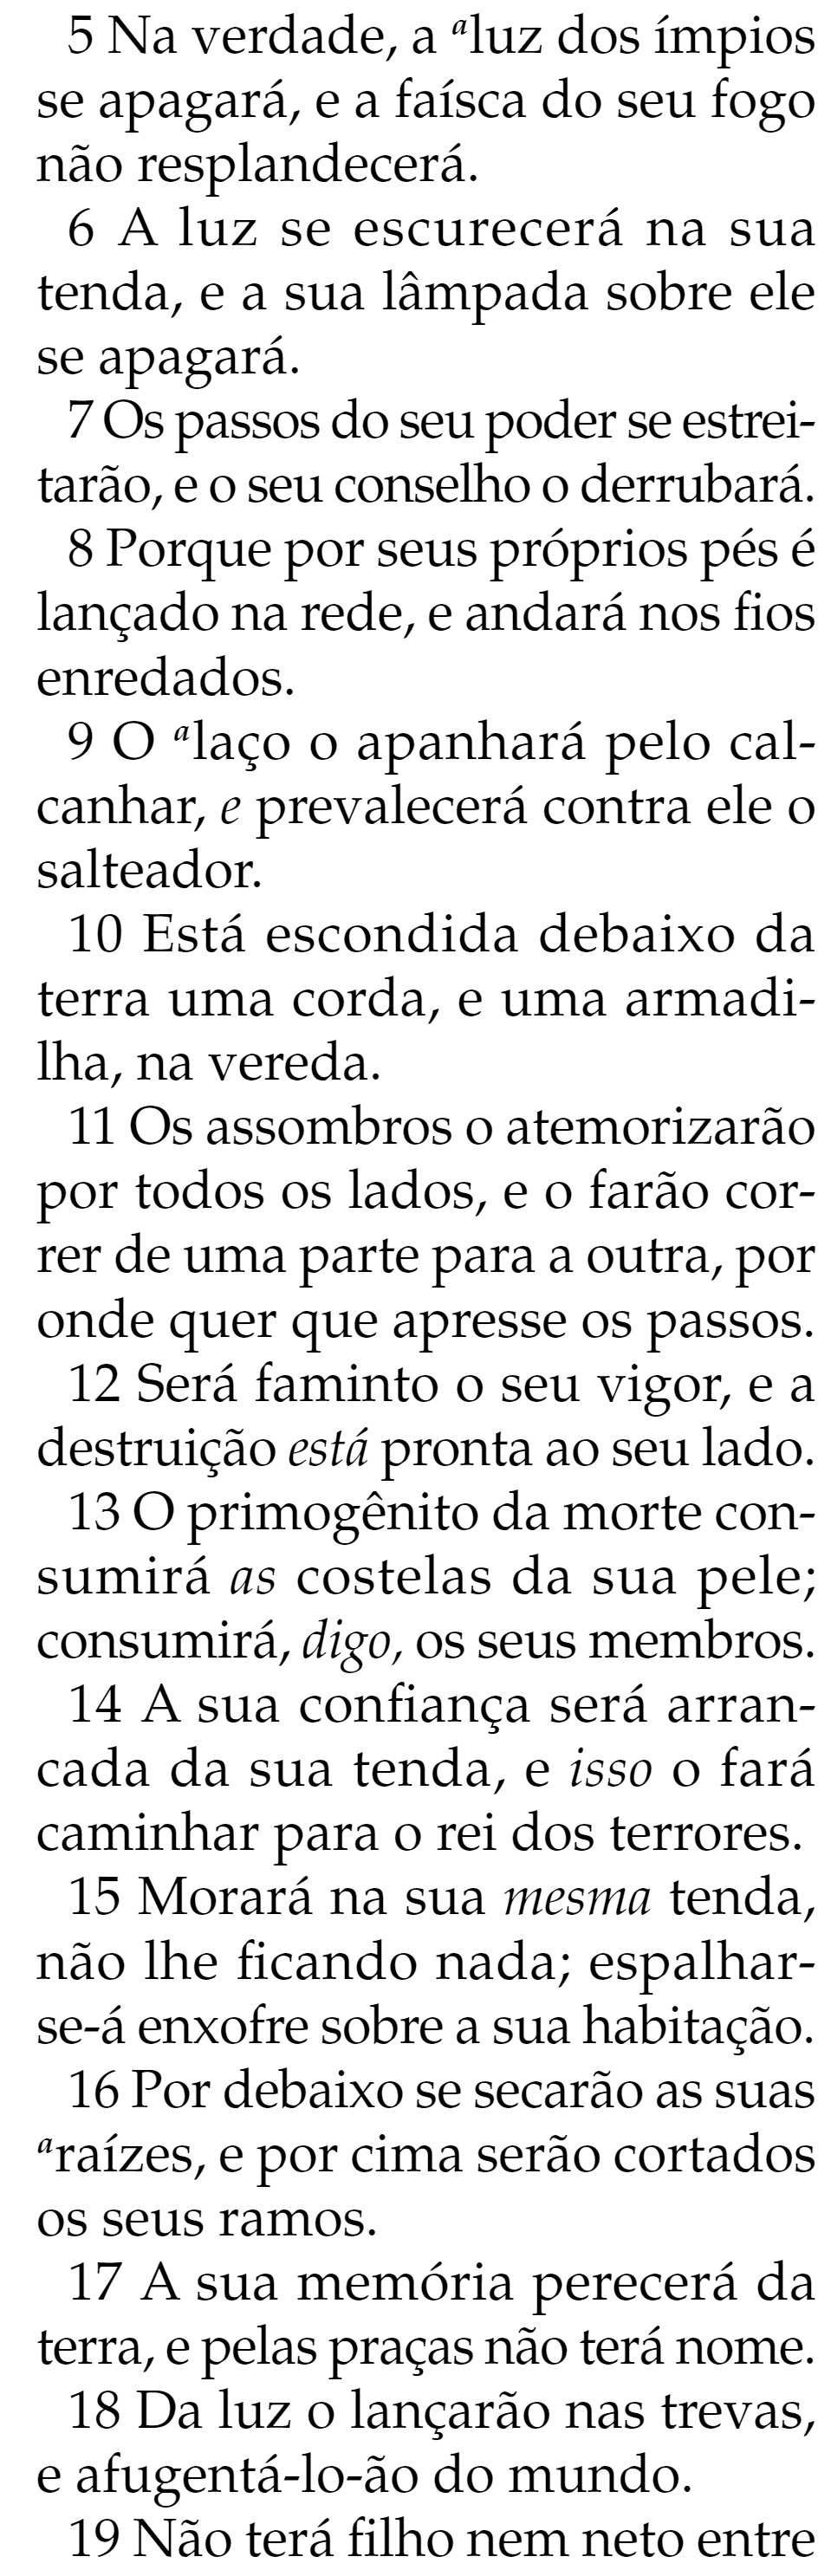 5 Na verdade, a ᵃluz dos ímpios
se apagará, e a faísca do seu fogo
não resplandecerá.
6 A luz se escurecerá na sua
tenda, e a sua lâmpada sobre ele
se apagará.
7 Os passos do seu poder se estrei-
tarão, e o seu conselho o derrubará.
8 Porque por seus próprios pés é
lançado na rede, e andará nos fios
enredados.
9 O ᵃlaço o apanhará pelo cal-
canhar, e prevalecerá contra ele o
salteador.
10 Está escondida debaixo da
terra uma corda, e uma armadi-
lha, na vereda.
11 Os assombros o atemorizarão
por todos os lados, e o farão cor-
rer de uma parte para a outra, por
onde quer que apresse os passos.
12 Será faminto o seu vigor, e a
destruição está pronta ao seu lado.
13 O primogênito da morte con-
sumirá as costelas da sua pele;
consumirá, digo, os seus membros.
14 A sua confiança será arran-
cada da sua tenda, e isso o fará
caminhar para o rei dos terrores.
15 Morará na sua mesma tenda,
não lhe ficando nada; espalhar-
se-á enxofre sobre a sua habitação.
16 Por debaixo se secarão as suas
ᵃraízes, e por cima serão cortados
os seus ramos.
17 A sua memória perecerá da
terra, e pelas praças não terá nome.
18 Da luz o lançarão nas trevas,
e afugentá-lo-ão do mundo.
19 Não terá filho nem neto entre